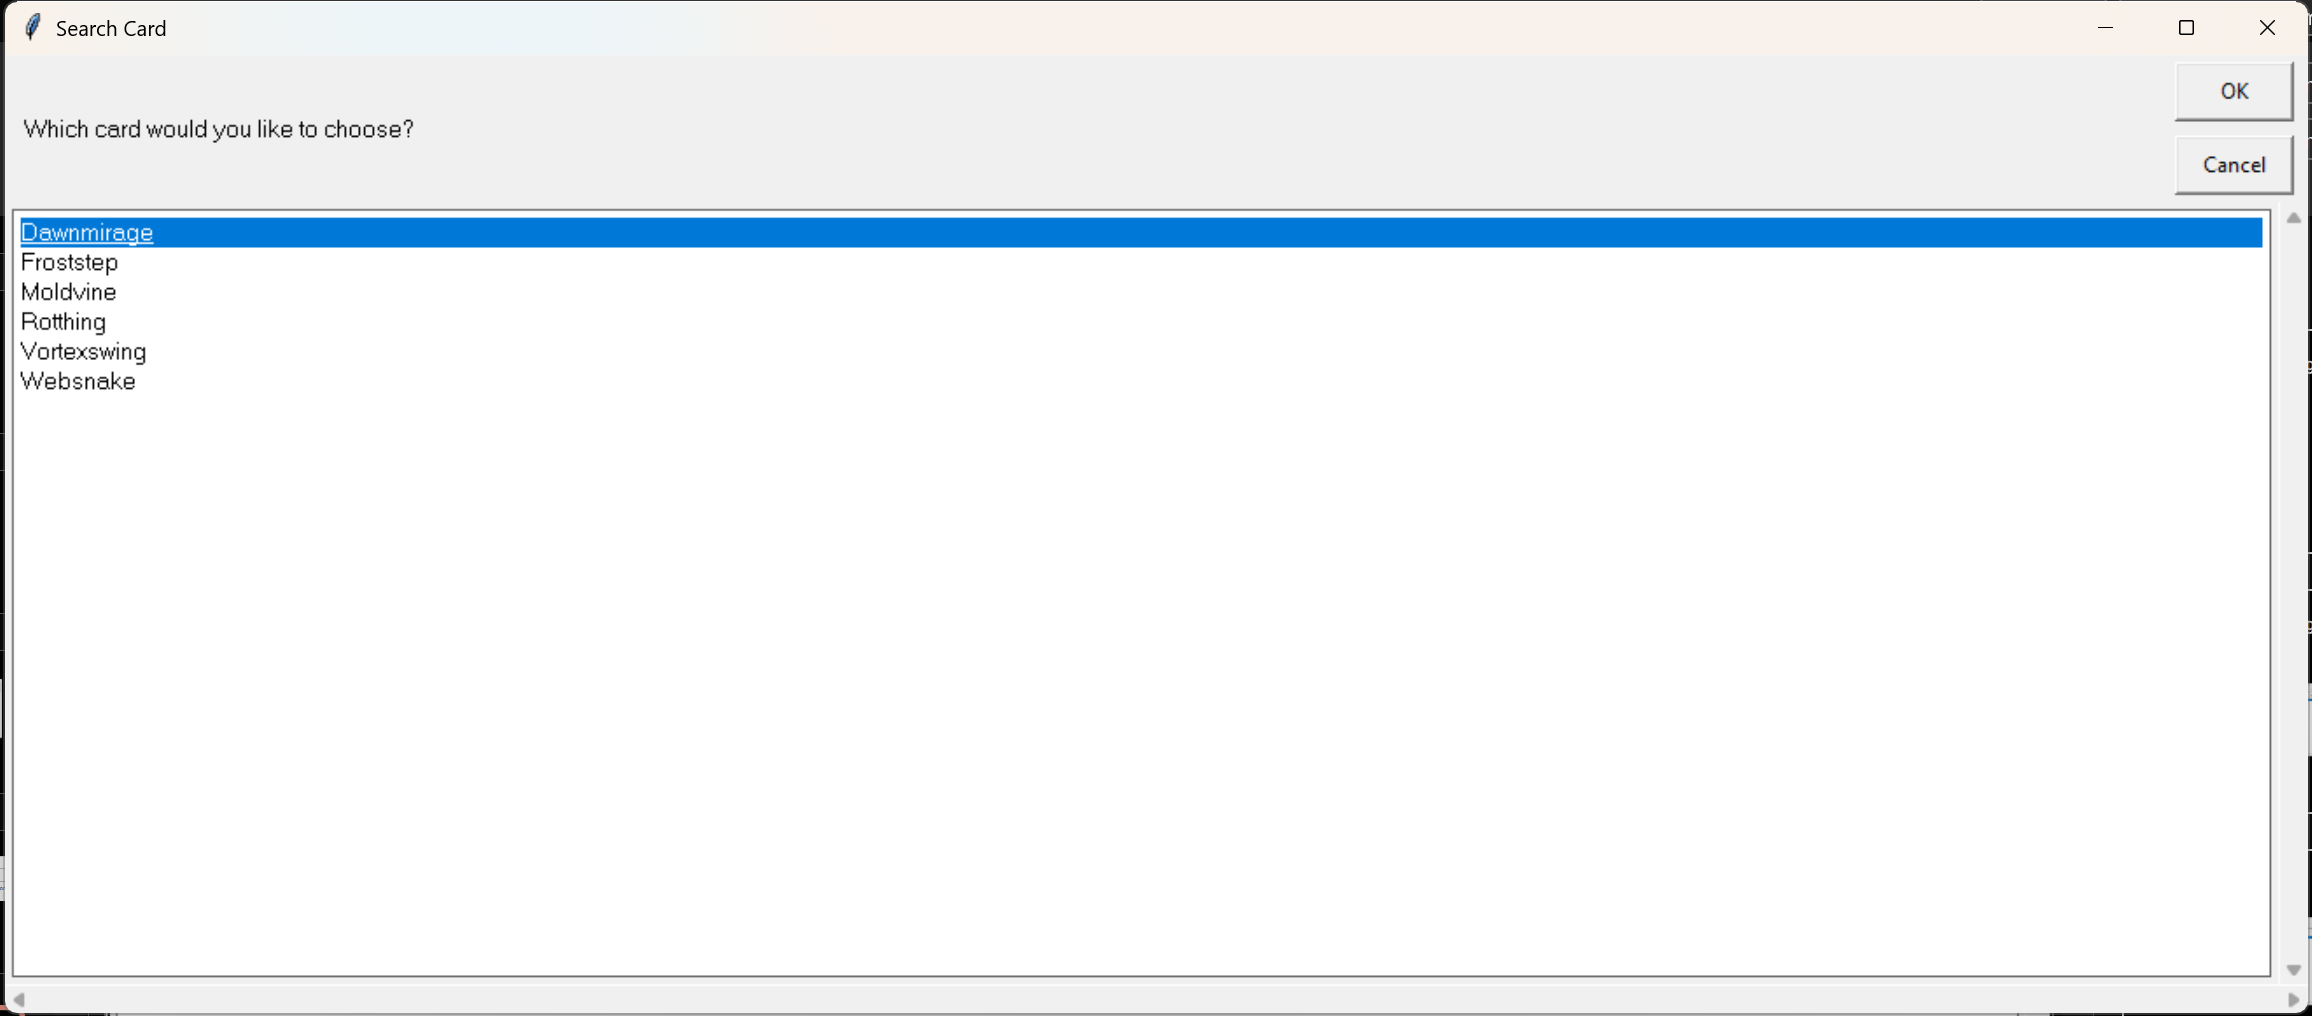 Search Card
OK
Which card would you like to choose?
Cancel
Dawnmirage
Froststep
Moldvine
Rotthing
Vortexswing
Websnake